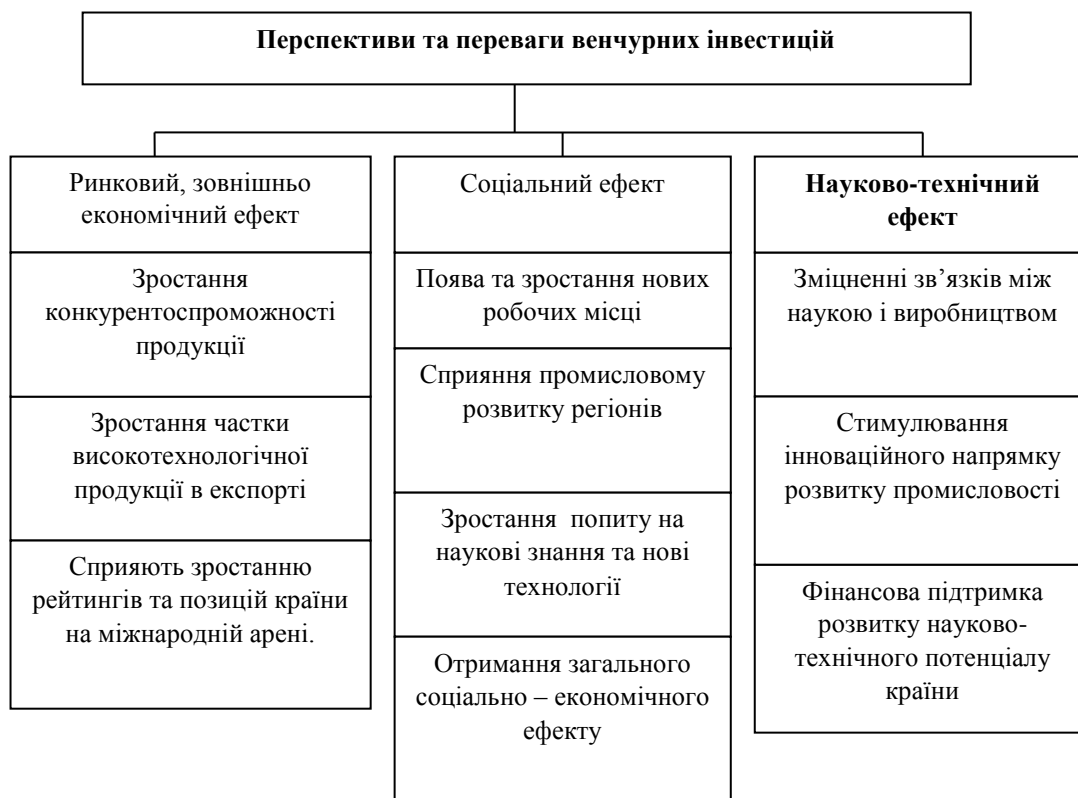 Перспективи та переваги венчурних інвестицій
Ринковий, зовнішньо
економічний ефект
Зростання
конкурентоспроможності
продукції
Зростання частки
високотехнологічної
продукції в експорті
Сприяють зростанню
рейтингів та позицій країни
на міжнародній арені.
Соціальний ефект
Поява та зростання нових
робочих місці
Сприяння промисловому
розвитку регіонів
Зростання  попиту на
наукові знання та нові
технології
Отримання загального
соціально – економічного
ефекту
Науково-технічний
ефект
Зміцненні зв’язків між
наукою і виробництвом
Стимулювання
інноваційного напрямку
розвитку промисловості
Фінансова підтримка
розвитку науково-
технічного потенціалу
країни